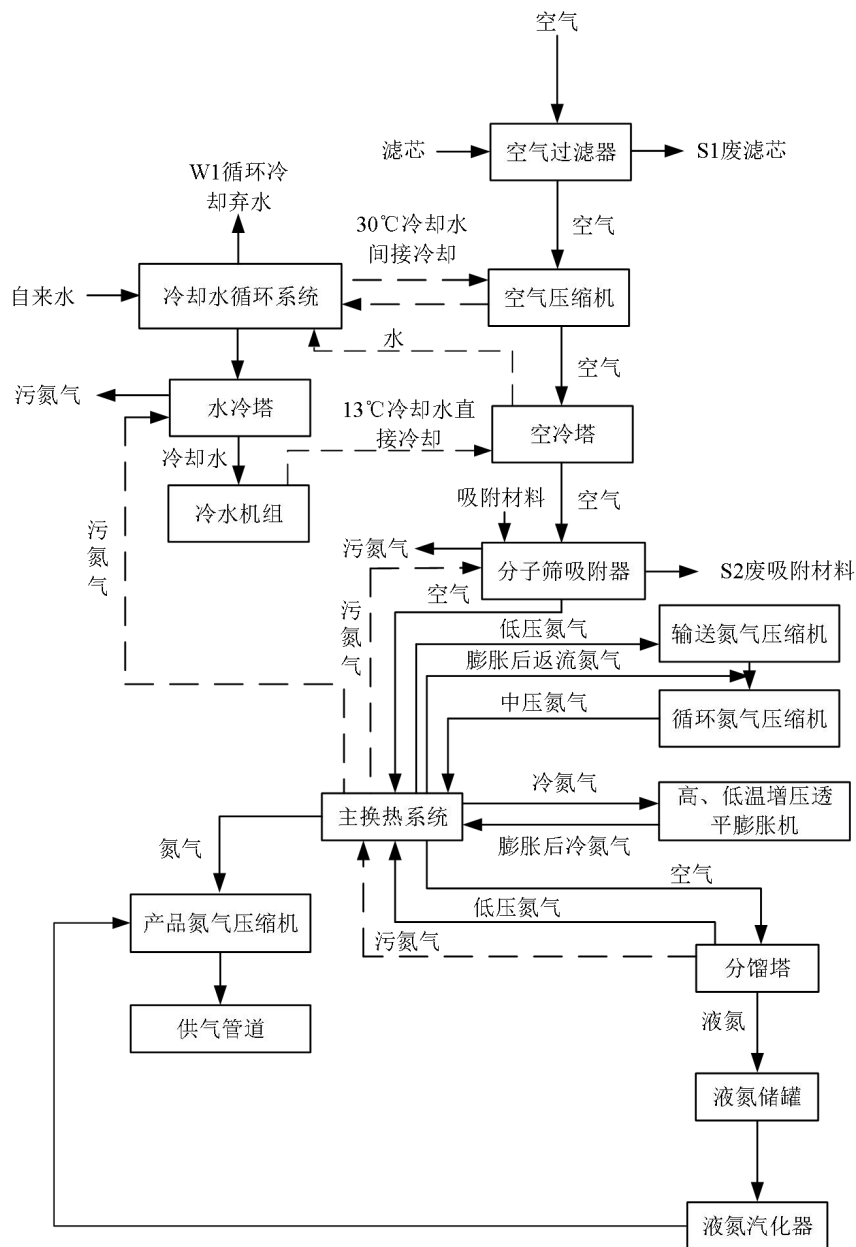 空气
滤芯
空气过滤器
S1废滤芯
W1循环冷
却弃水
空气
30℃冷却水
间接冷却
自来水
冷却水循环系统
空气压缩机
水
空气
污氮气
水冷塔
13℃冷却水直
接冷却
空冷塔
冷却水
冷水机组
吸附材料
空气
污氮气
污氮气
分子筛吸附器
S2废吸附材料
空气
污氮气
低压氮气
输送氮气压缩机
膨胀后返流氮气
中压氮气
循环氮气压缩机
冷氮气
主换热系统
高、低温增压透
平膨胀机
膨胀后冷氮气
氮气
空气
低压氮气
产品氮气压缩机
污氮气
分馏塔
供气管道
液氮
液氮储罐
液氮汽化器